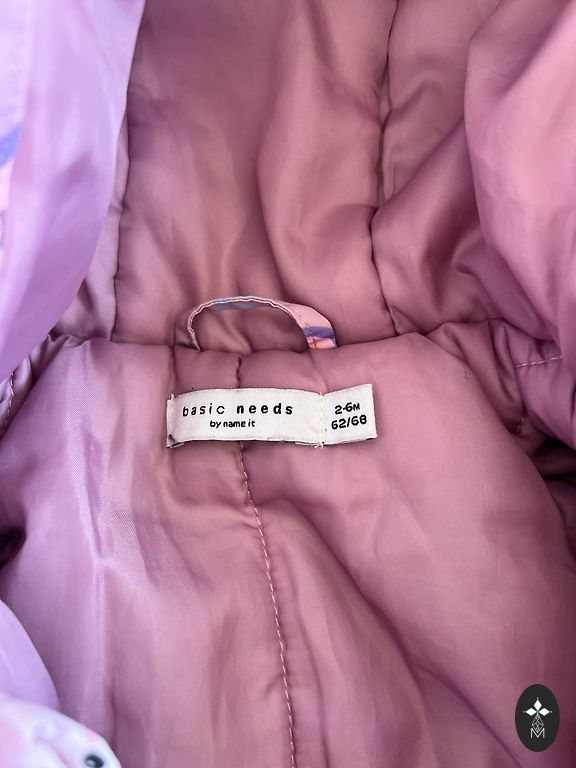 basic needs
by name it
2-6M
62/68
M